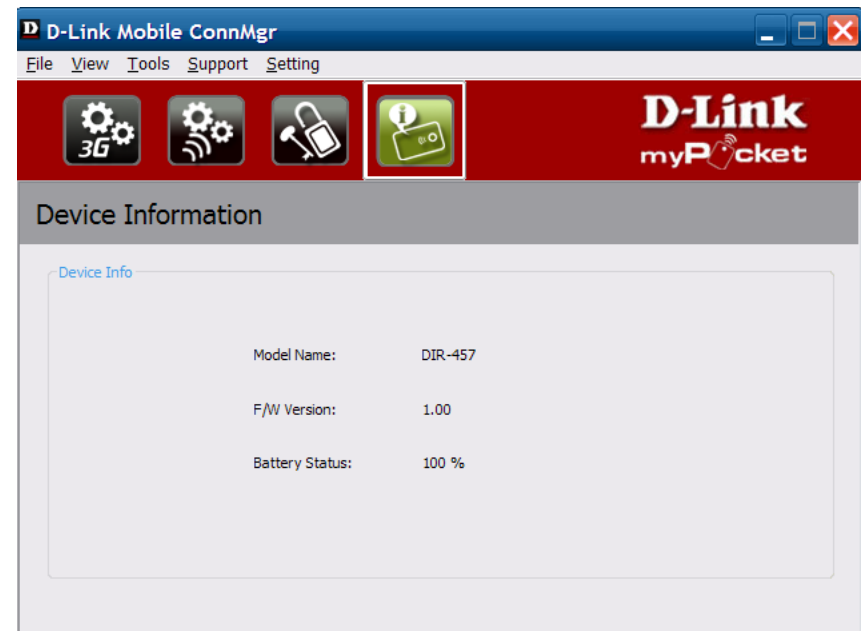 D-Link Mobile ConnMgr
File View Tools Support Setting
3G
D-Link
myPocket
Device Information
Device Info
Model Name: DIR-457
F/W Version: 1.00
Battery Status: 100 %